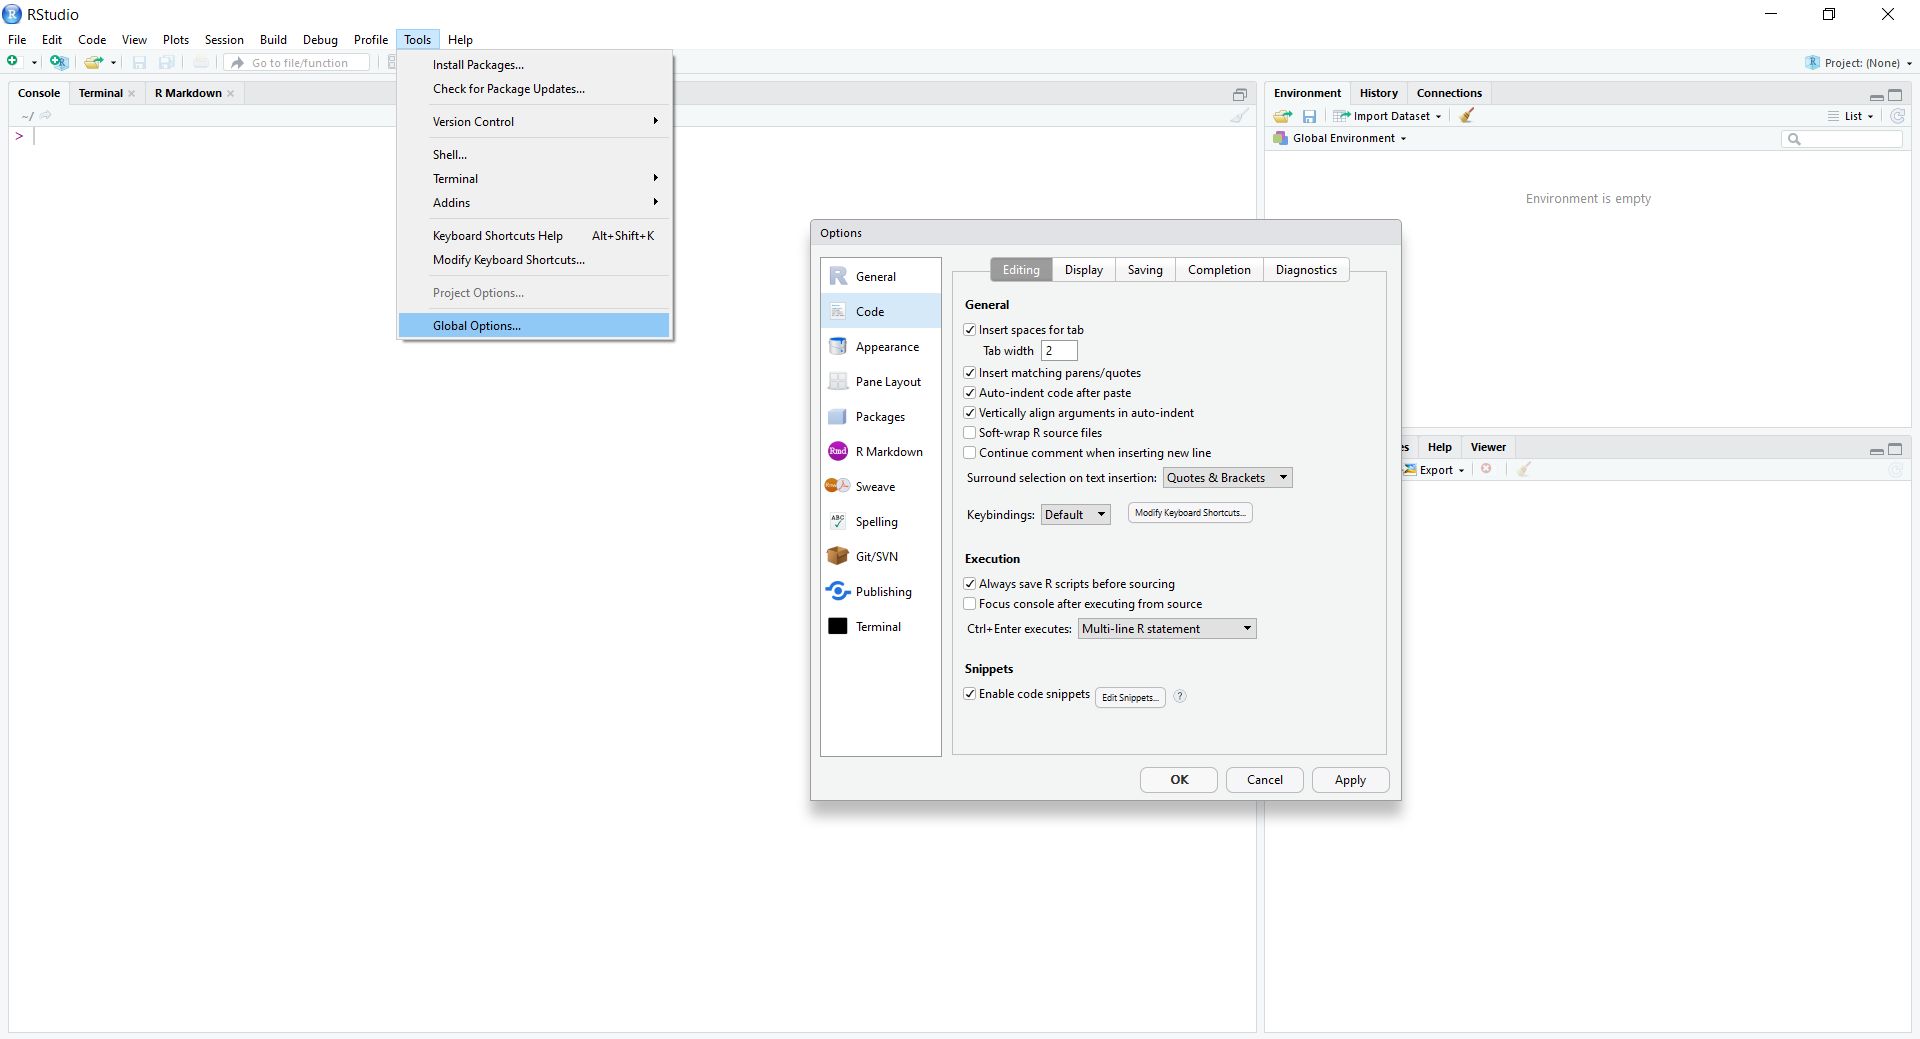 RStudio
File Edit Code View Plots Session Build Debug Profile Tools Help
Go to file/function
Project: (None)
Console Terminal R Markdown
~/
>
Install Packages...
Check for Package Updates...
Version Control
Shell...
Terminal
Addins
Keyboard Shortcuts Help Alt+Shift+K
Modify Keyboard Shortcuts...
Project Options...
Global Options...
Environment History Connections
Import Dataset List
Global Environment
Environment is empty
es Help Viewer
Export
Options
General
Code
Appearance
Pane Layout
Packages
R Markdown
Sweave
Spelling
Git/SVN
Publishing
Terminal
Editing Display Saving Completion Diagnostics
General
Insert spaces for tab
Tab width 2
Insert matching parens/quotes
Auto-indent code after paste
Vertically align arguments in auto-indent
Soft-wrap R source files
Continue comment when inserting new line
Surround selection on text insertion: Quotes & Brackets
Keybindings: Default Modify Keyboard Shortcuts...
Execution
Always save R scripts before sourcing
Focus console after executing from source
Ctrl+Enter executes: Multi-line R statement
Snippets
Enable code snippets Edit Snippets... ?
OK Cancel Apply